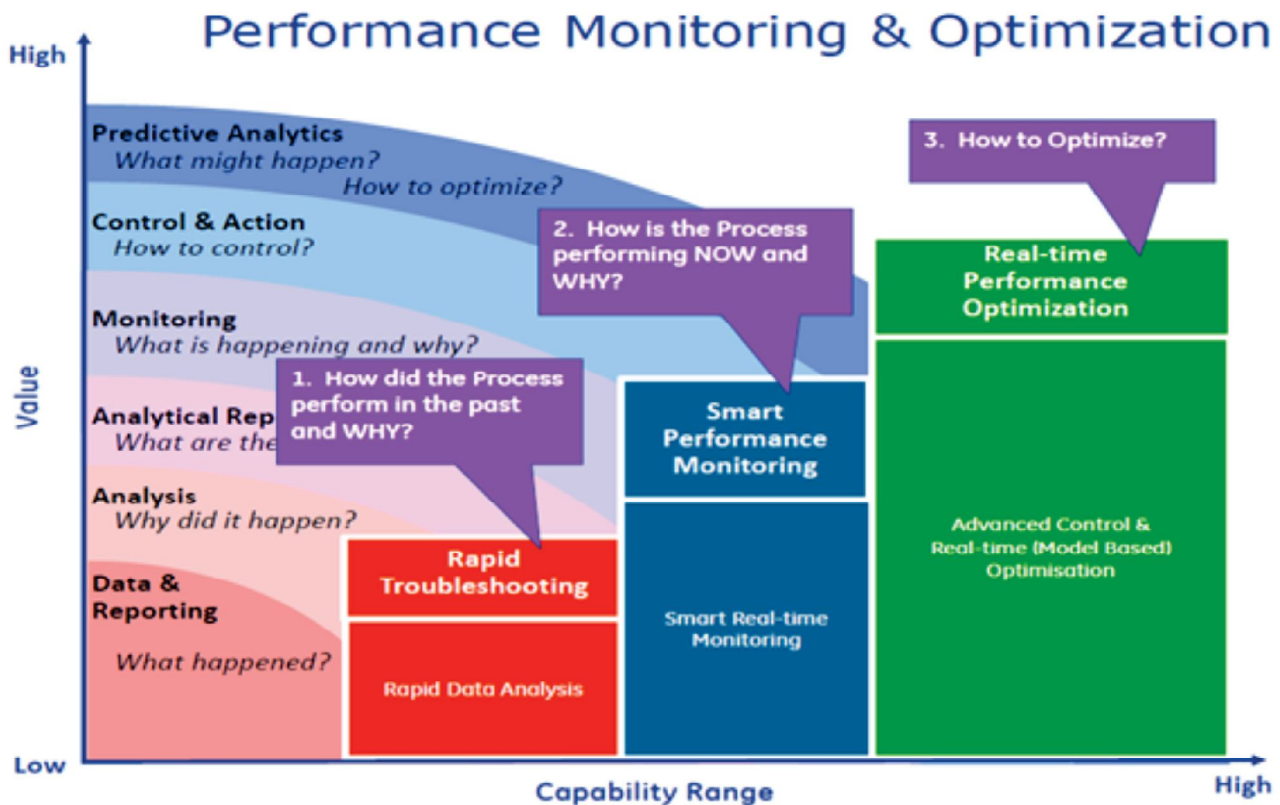 Performance Monitoring & Optimization
High
Predictive Analytics
What might happen?
How to optimize?
3. How to Optimize?
Control & Action
How to control?
2. How is the Process
performing NOW and
WHY?
Real-time
Performance
Optimization
Monitoring
What is happening and why?
1. How did the Process
perform in the past
and WHY?
Value
Analytical Rep
What are the
Smart
Performance
Monitoring
Analysis
Why did it happen?
Rapid
Troubleshooting
Advanced Control &
Real-time (Model Based)
Optimisation
Data &
Reporting
What happened?
Smart Real-time
Monitoring
Rapid Data Analysis
Low
Capability Range
High